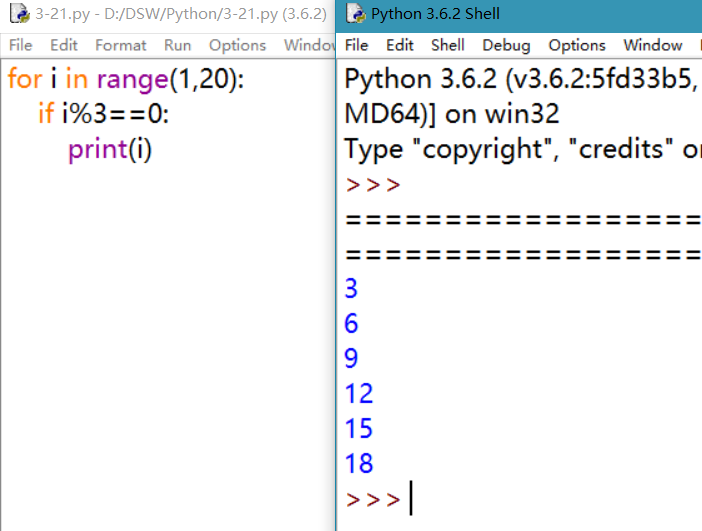 3-21.py - D:/DSW/Python/3-21.py (3.6.2)
File Edit Format Run Options Window
for i in range(1,20):
    if i%3==0:
        print(i)
Python 3.6.2 Shell
File Edit Shell Debug Options Window
Python 3.6.2 (v3.6.2:5fd33b5,
MD64)] on win32
Type "copyright", "credits" or
>>>
====================
====================
3
6
9
12
15
18
>>>